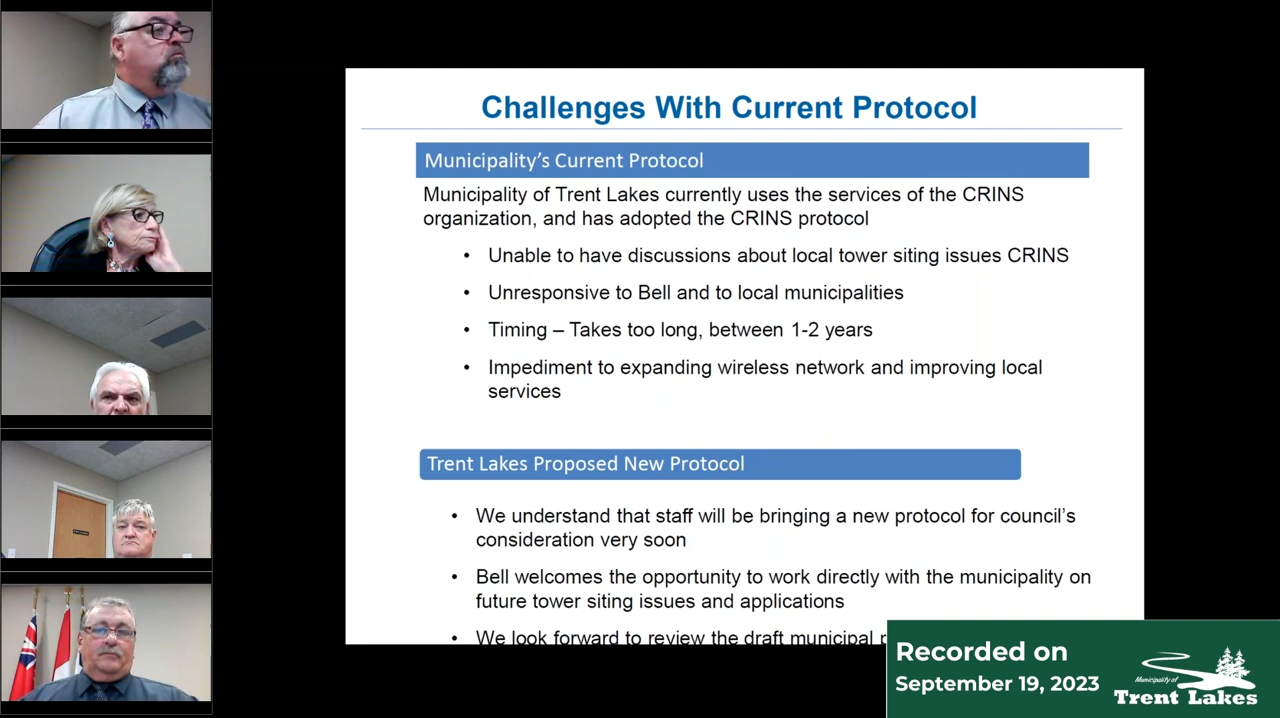 Challenges With Current Protocol
Municipality's Current Protocol
Municipality of Trent Lakes currently uses the services of the CRINS
organization, and has adopted the CRINS protocol
• Unable to have discussions about local tower siting issues CRINS
• Unresponsive to Bell and to local municipalities
• Timing – Takes too long, between 1-2 years
• Impediment to expanding wireless network and improving local
services
Trent Lakes Proposed New Protocol
• We understand that staff will be bringing a new protocol for council's
consideration very soon
• Bell welcomes the opportunity to work directly with the municipality on
future tower siting issues and applications
• We look forward to review the draft municipal
Recorded on
September 19, 2023
Municipality of
Trent Lakes